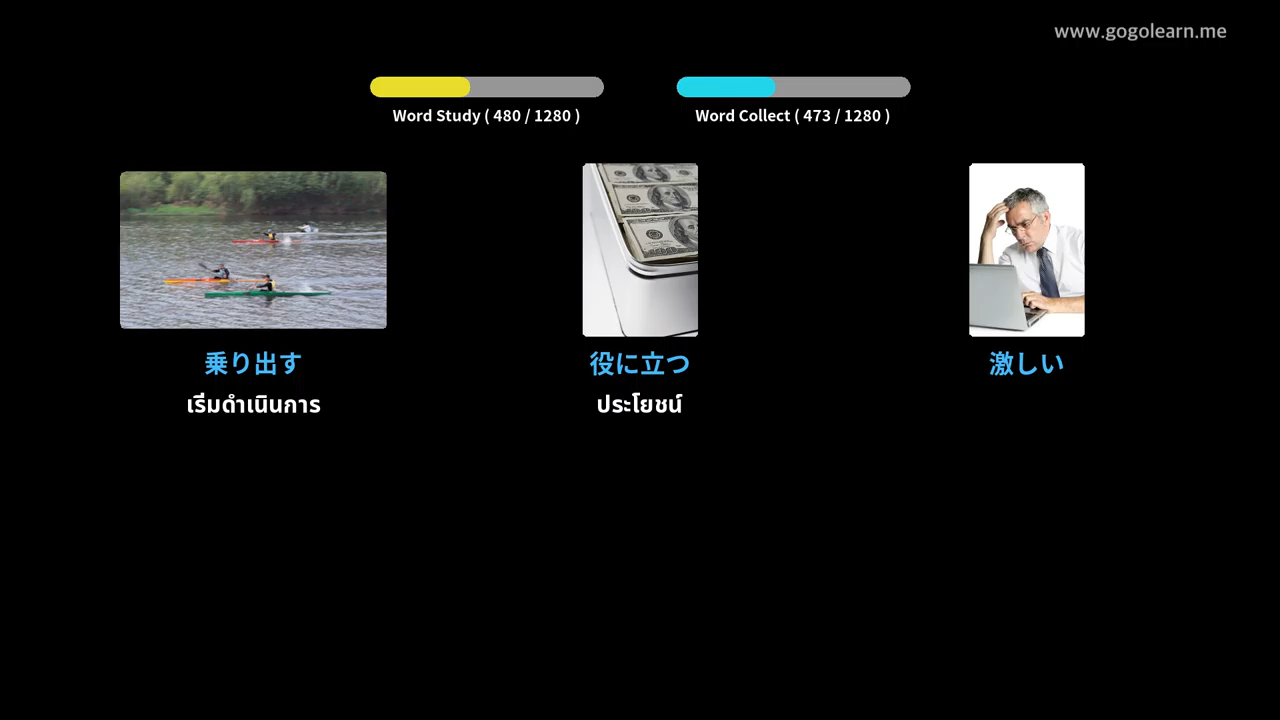 www.gogolearn.me
Word Study ( 480 / 1280 )
Word Collect ( 473 / 1280 )
乗り出す
役に立つ
激しい
เริ่มดำเนินการ
ประโยชน์